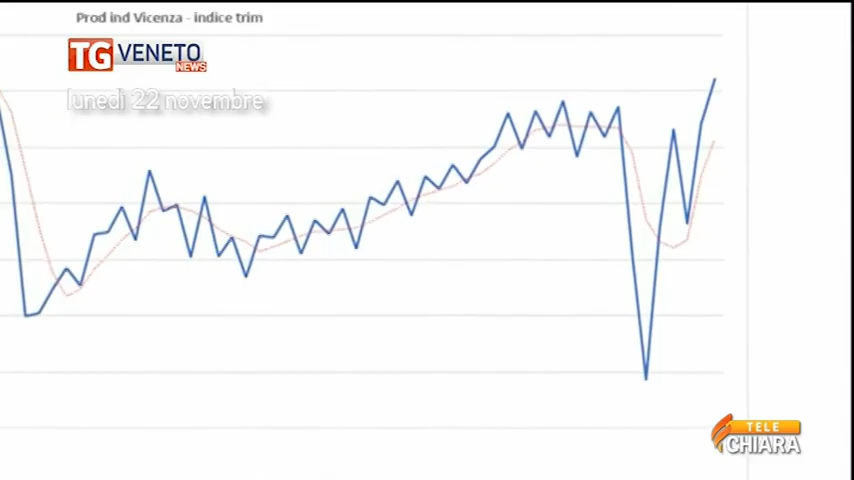 Prod ind Vicenza - indice trim
TG VENETO
NEWS
lunedì 22 novembre
TELE
CHIARA